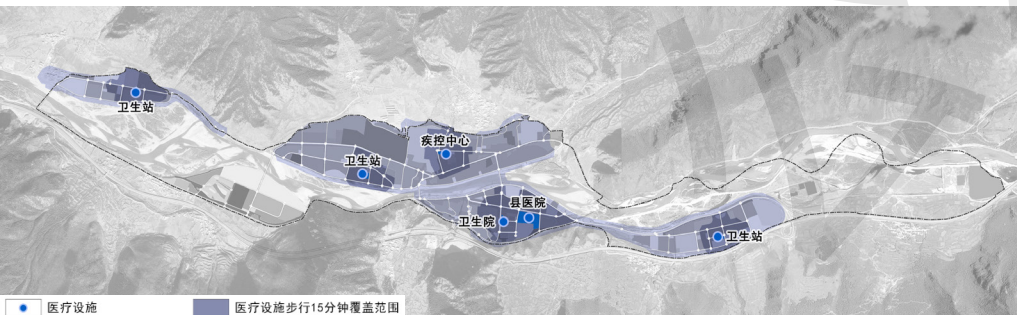 疾控中心
卫生站
卫生站
县医院
卫生院
卫生站
医疗设施
医疗设施步行15分钟覆盖范围